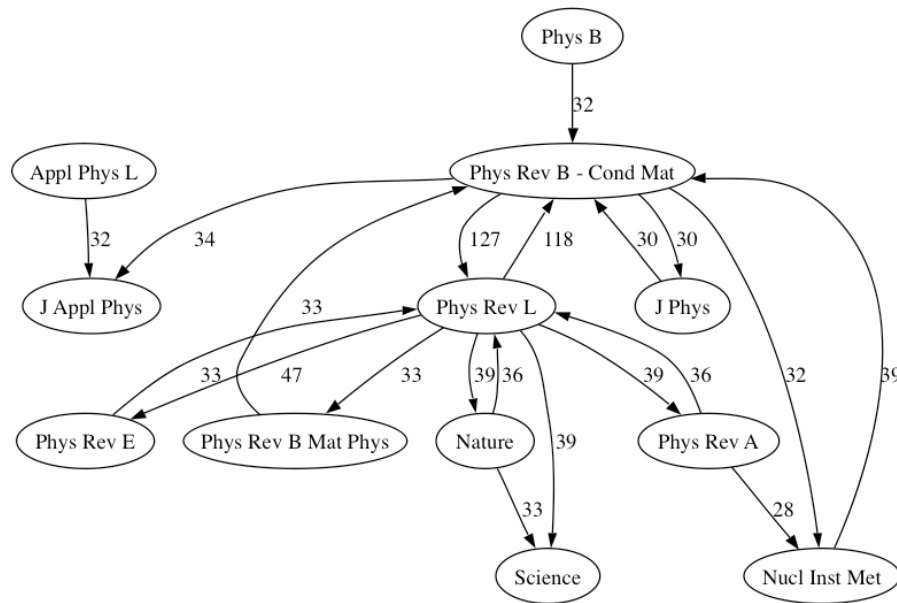 Phys B
32
Appl Phys L
Phys Rev B - Cond Mat
32
34
127
118
30
30
J Appl Phys
33
Phys Rev L
J Phys
33
47
33
39
36
39
36
32
39
Phys Rev E
Phys Rev B Mat Phys
Nature
39
Phys Rev A
33
28
Science
Nucl Inst Met